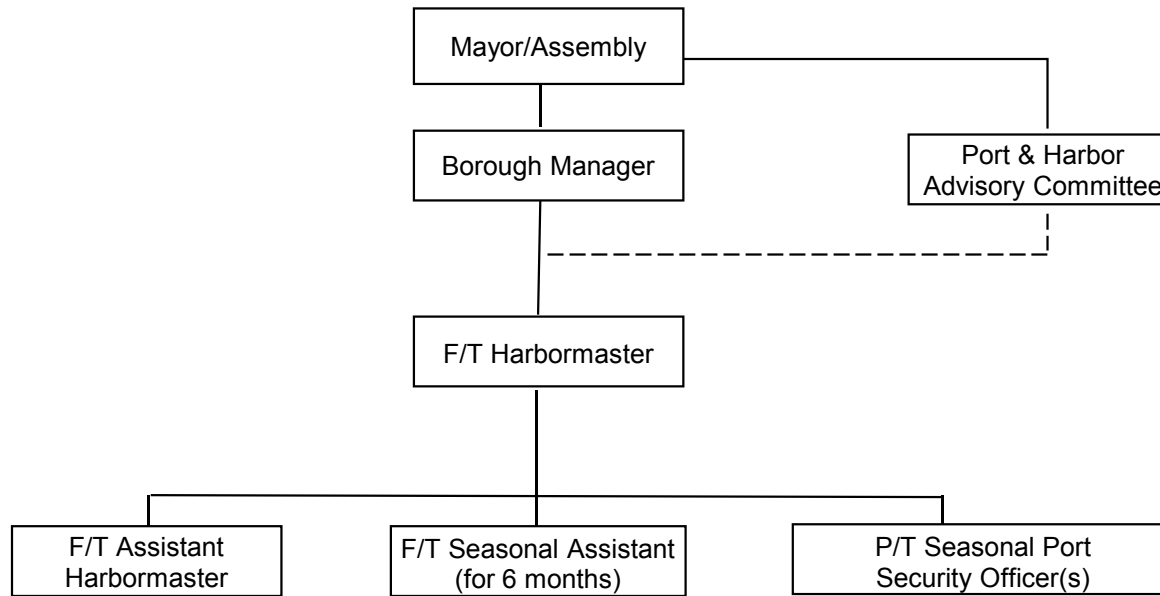 Mayor/Assembly
Borough Manager
Port & Harbor
Advisory Committee
F/T Harbormaster
F/T Assistant
Harbormaster
F/T Seasonal Assistant
(for 6 months)
P/T Seasonal Port
Security Officer(s)